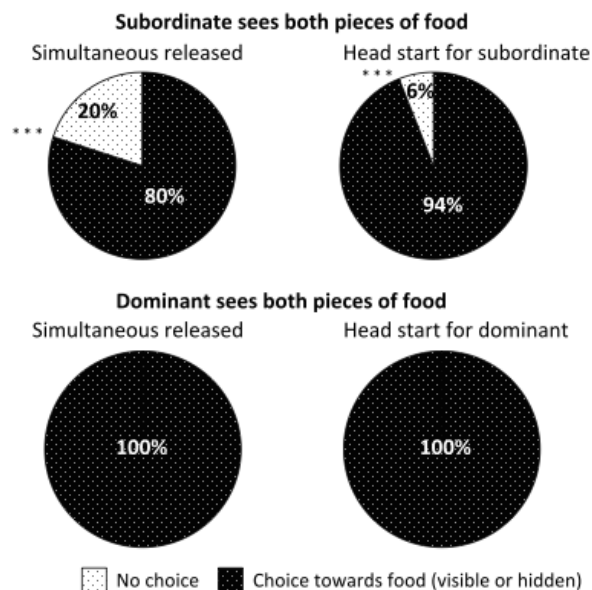 Subordinate sees both pieces of food
Simultaneous released
Head start for subordinate
* * *
20%
80%
* * *
6%
94%
Dominant sees both pieces of food
Simultaneous released
Head start for dominant
100%
100%
No choice
Choice towards food (visible or hidden)